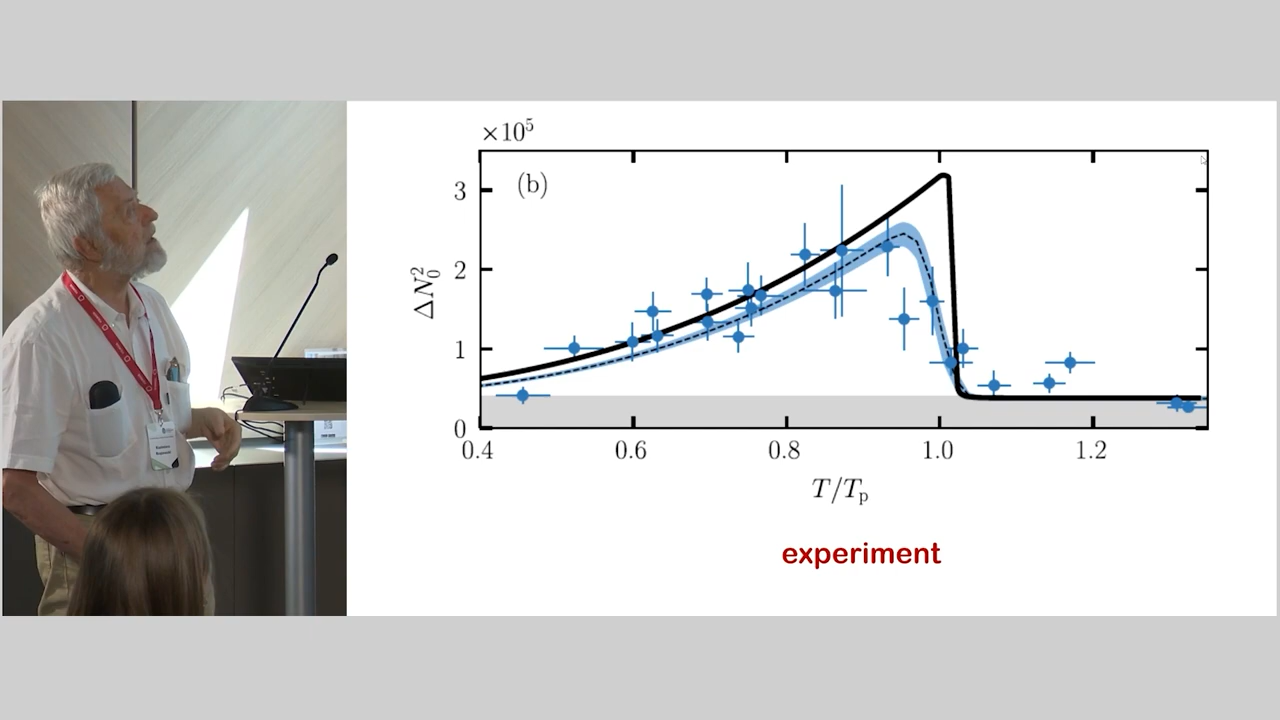 ×10⁵
(b)
3
2
1
0
ΔN₀²
0.4 0.6 0.8 1.0 1.2
T/Tₚ
experiment